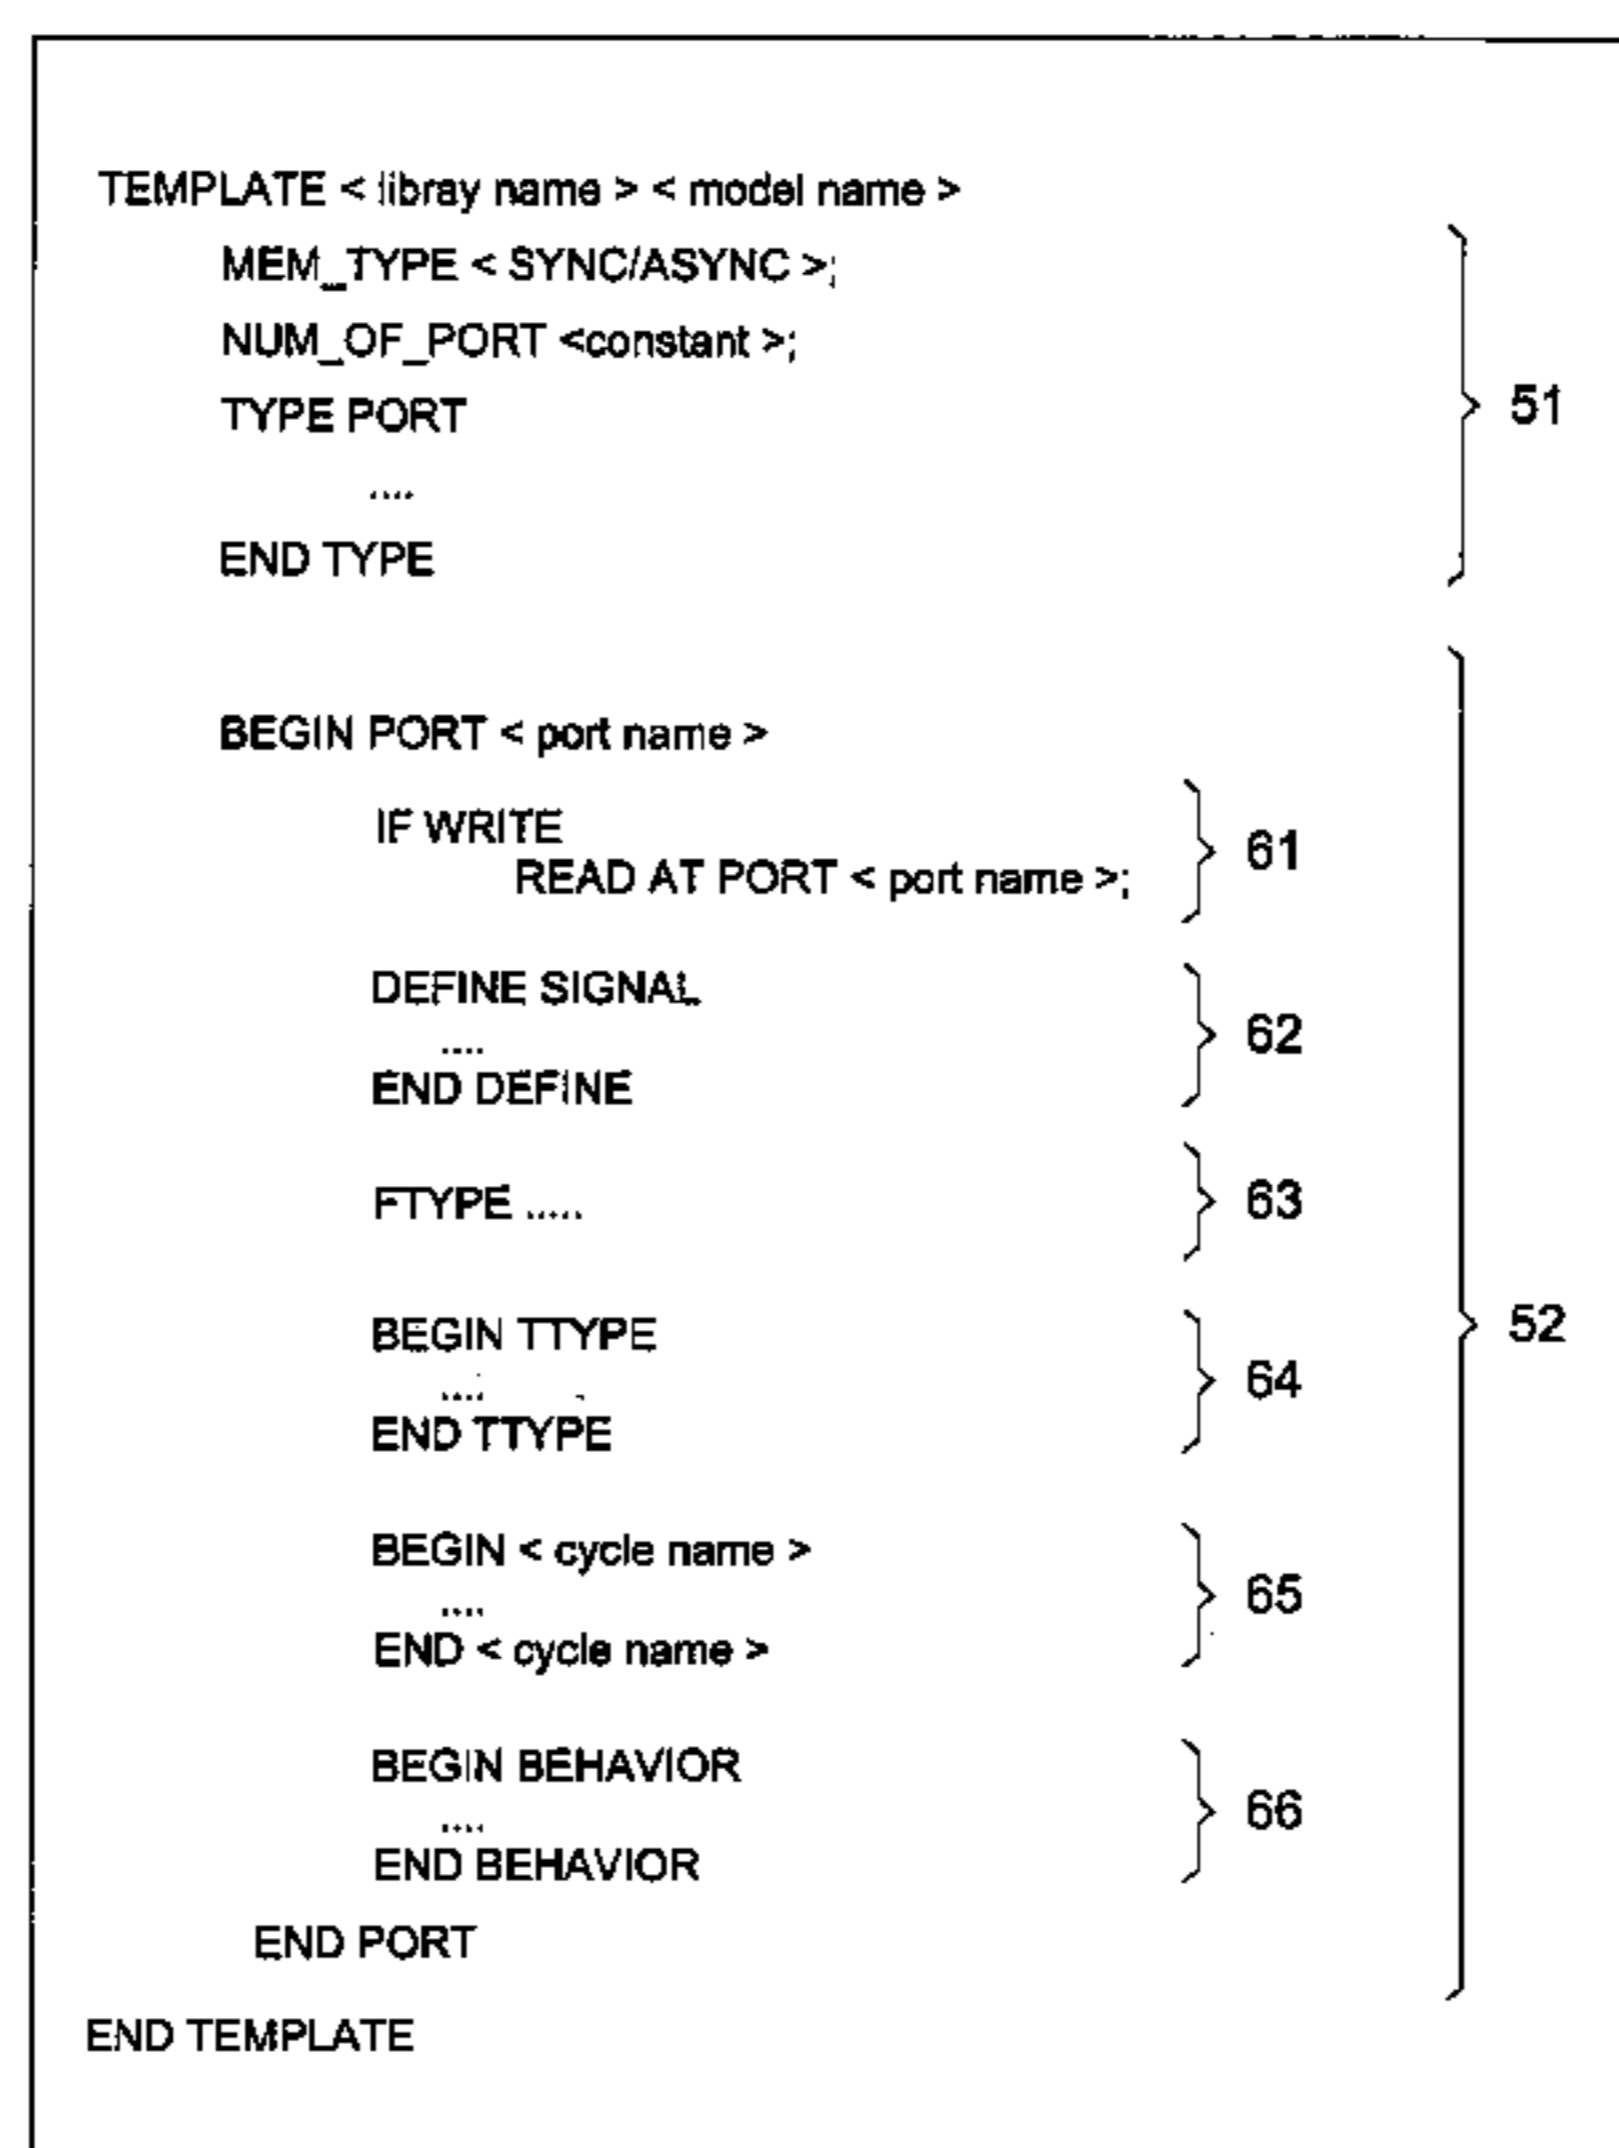 TEMPLATE < libray name > < model name >
MEM_TYPE < SYNC/ASYNC >;
NUM_OF_PORT <constant >;
TYPE PORT
....
END TYPE
51
BEGIN PORT < port name >
IF WRITE
READ AT PORT < port name >;
61
DEFINE SIGNAL
....
END DEFINE
62
FTYPE .....
63
BEGIN TTYPE
....
END TTYPE
64
BEGIN < cycle name >
....
END < cycle name >
65
BEGIN BEHAVIOR
....
END BEHAVIOR
66
END PORT
52
END TEMPLATE